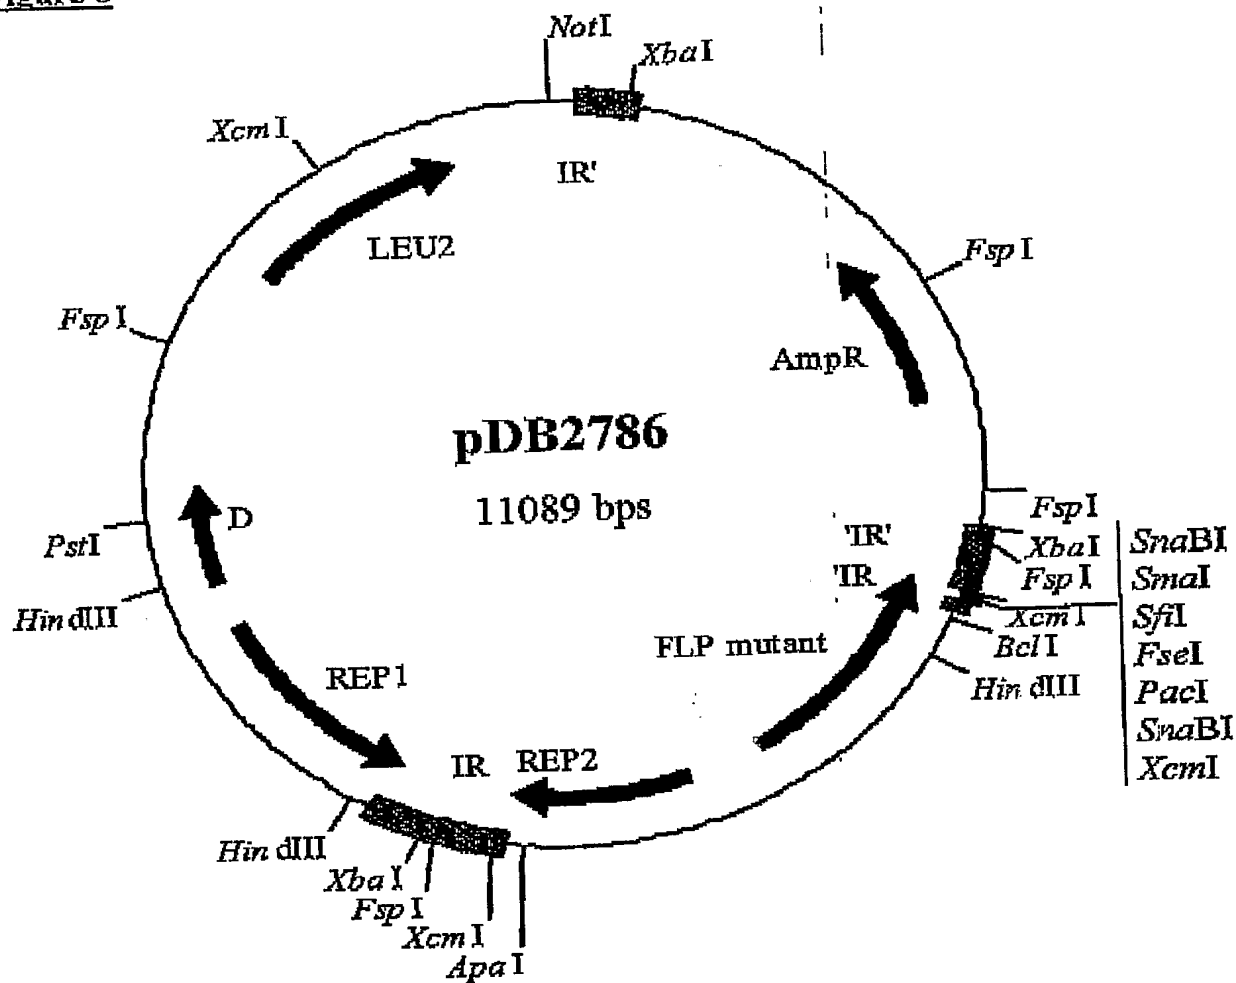 NotI
XbaI
XcmI
IR'
LEU2
FspI
FspI
AmpR
pDB2786
11089 bps
D
PstI
HindIII
FspI
'IR'
XbaI
'IR
FspI
XcmI
BclI
HindIII
SnaBI
SmaI
SfiI
FseI
PacI
SnaBI
XcmI
FLP mutant
REP1
IR
REP2
HindIII
XbaI
FspI
XcmI
ApaI